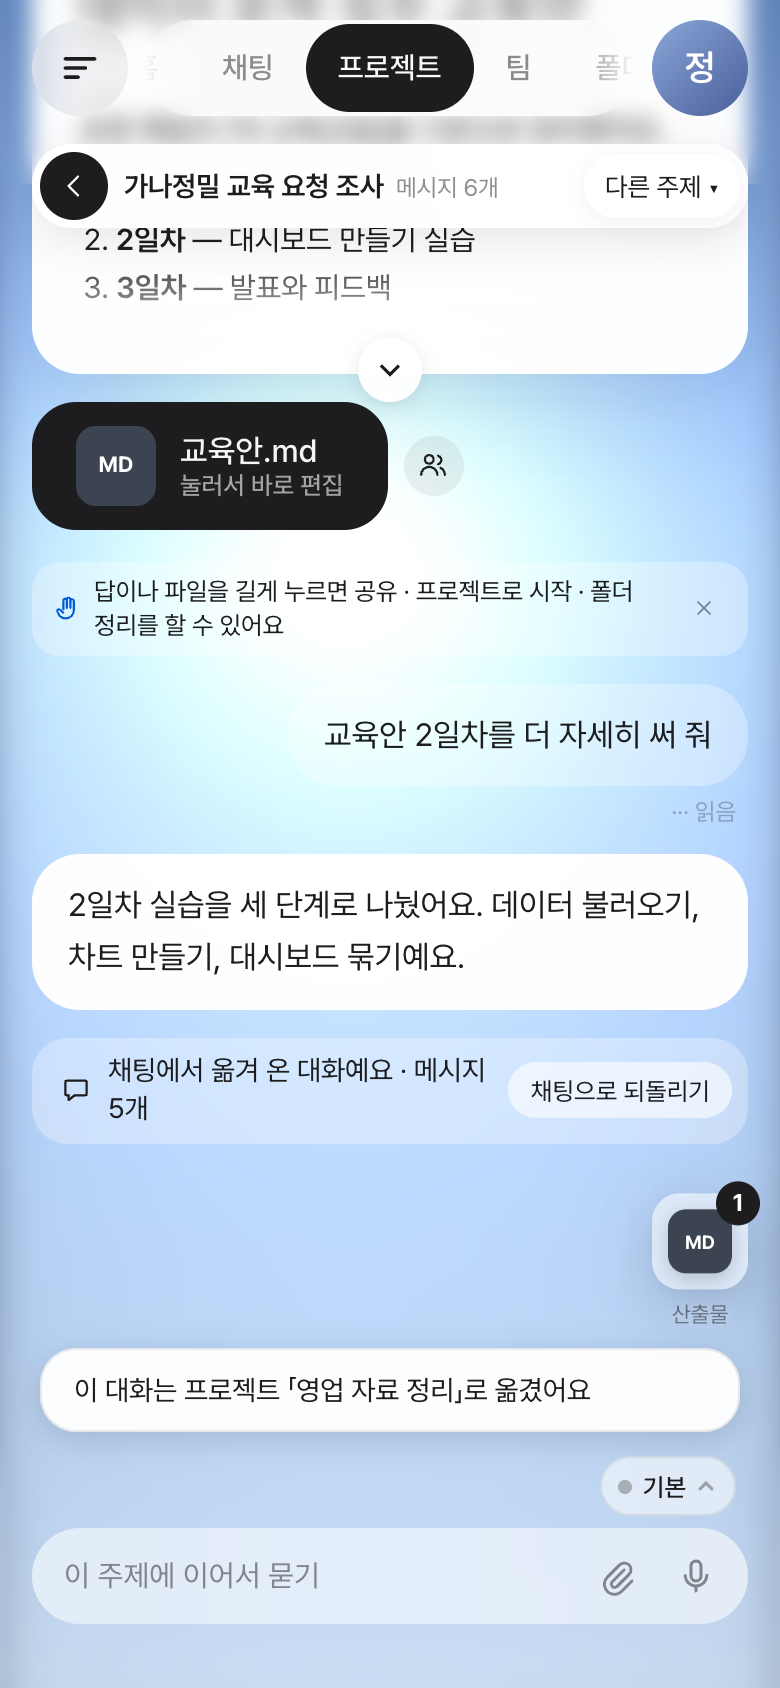 채팅
프로젝트
팀
정
가나정밀 교육 요청 조사 메시지 6개
다른 주제 ▾
2. 2일차 — 대시보드 만들기 실습
3. 3일차 — 발표와 피드백
MD
교육안.md
눌러서 바로 편집
답이나 파일을 길게 누르면 공유 · 프로젝트로 시작 · 폴더
정리를 할 수 있어요
교육안 2일차를 더 자세히 써 줘
··· 읽음
2일차 실습을 세 단계로 나눴어요. 데이터 불러오기,
차트 만들기, 대시보드 묶기예요.
채팅에서 옮겨 온 대화예요 · 메시지
5개
채팅으로 되돌리기
1
MD
산출물
이 대화는 프로젝트 「영업 자료 정리」로 옮겼어요
기본
이 주제에 이어서 묻기